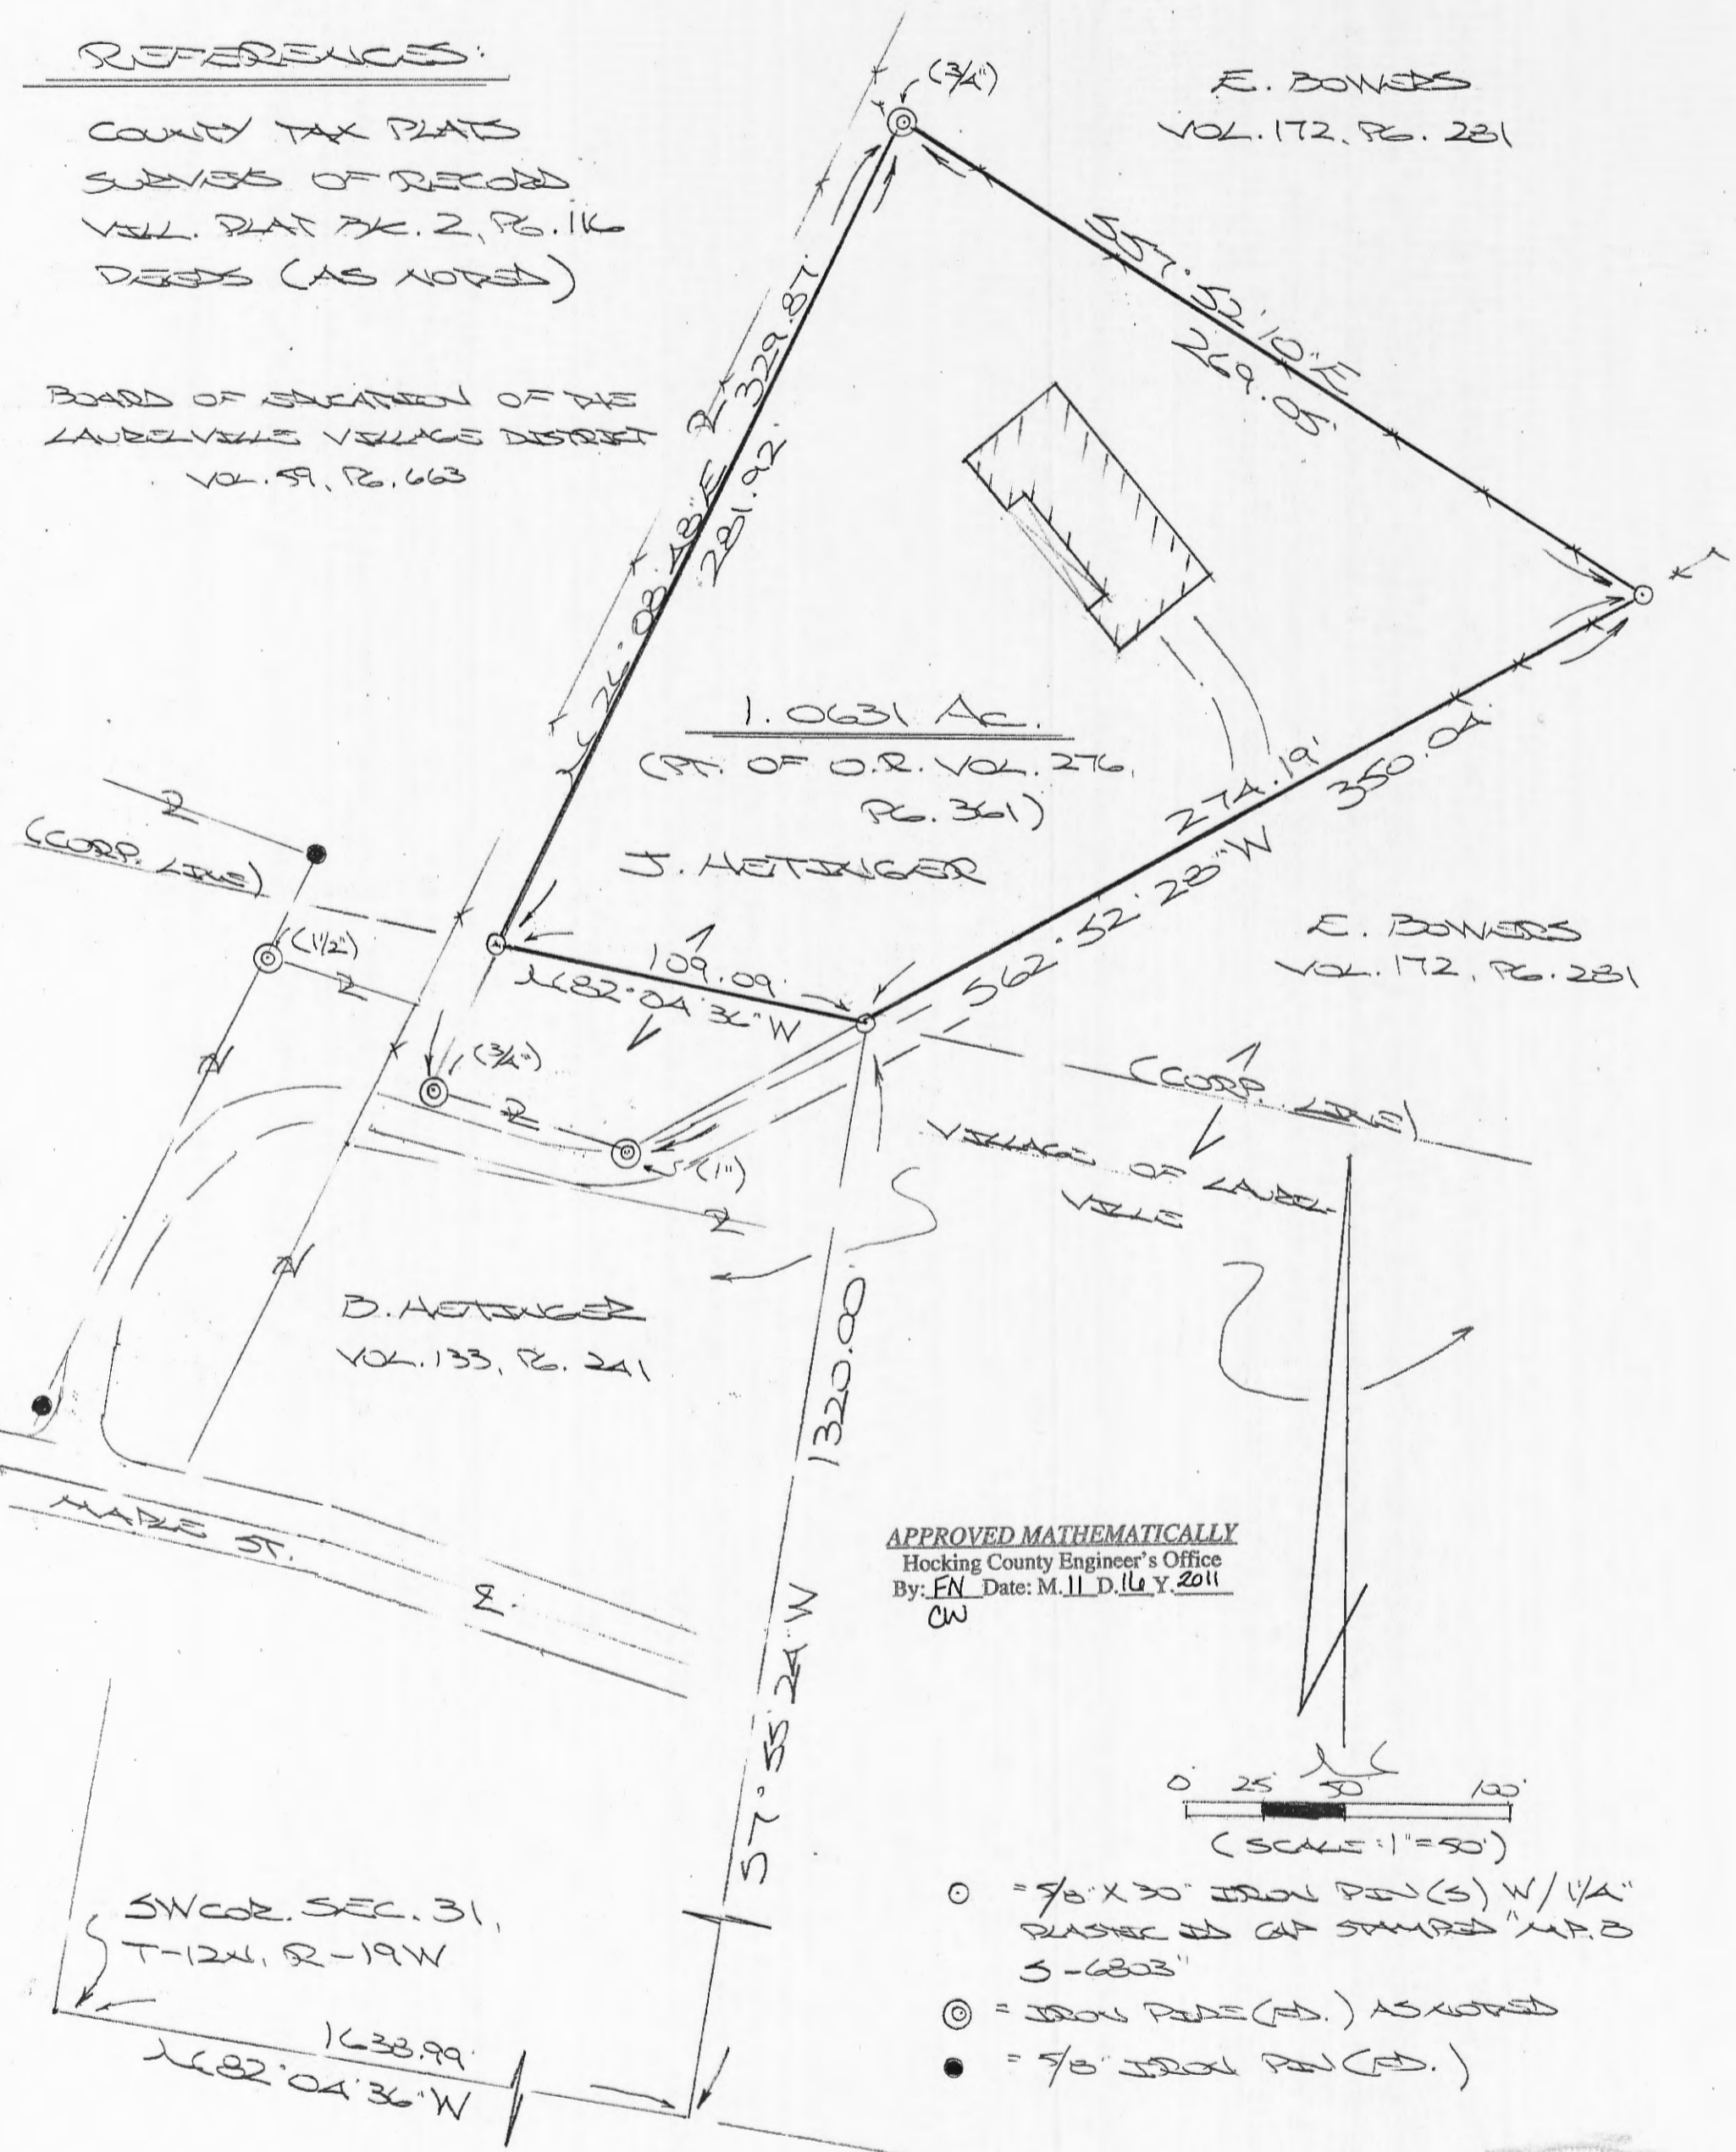 REFERENCES:
COUNTY TAX PLATS
SURVEYS OF RECORD
VILL. PLAT BK. 2, PG. 116
DEEDS (AS NOTED)
BOARD OF EDUCATION OF THE
LAURELVILLE VILLAGE DISTRICT
VOL. 59, PG. 663
(3/4")
E. BOWERS
VOL. 172, PG. 281
S57°52'10"E
269.05'
N26°08'48"E
329.87'
281.92'
1.0631 AC.
(PT. OF O.R. VOL. 276,
PG. 361)
J. HETTINGER
274.19'
350.04'
S62°52'28"W
(CORP. LINE)
(1 1/2")
109.09'
N82°04'36"W
E. BOWERS
VOL. 172, PG. 281
(3/4")
(1")
(CORP. LINE)
VILLAGE OF LAUREL-
VILLE
B. HETTINGER
VOL. 133, PG. 241
1320.00'
S7°55'24"W
MAPLE ST.
APPROVED MATHEMATICALLY
Hocking County Engineer's Office
By: FN Date: M. 11 D. 16 Y. 2011
CW
N
0' 25' 50' 100'
(SCALE: 1"=50')
SW COR. SEC. 31,
T-12N, R-19W
1638.99'
N82°04'36"W
= 5/8" X 30" IRON PIN(S) W/ 1 1/4"
PLASTIC ID CAP STAMPED "M.P.B
S-6803"
= IRON PIPE (FD.) AS NOTED
= 5/8" IRON PIN (FD.)